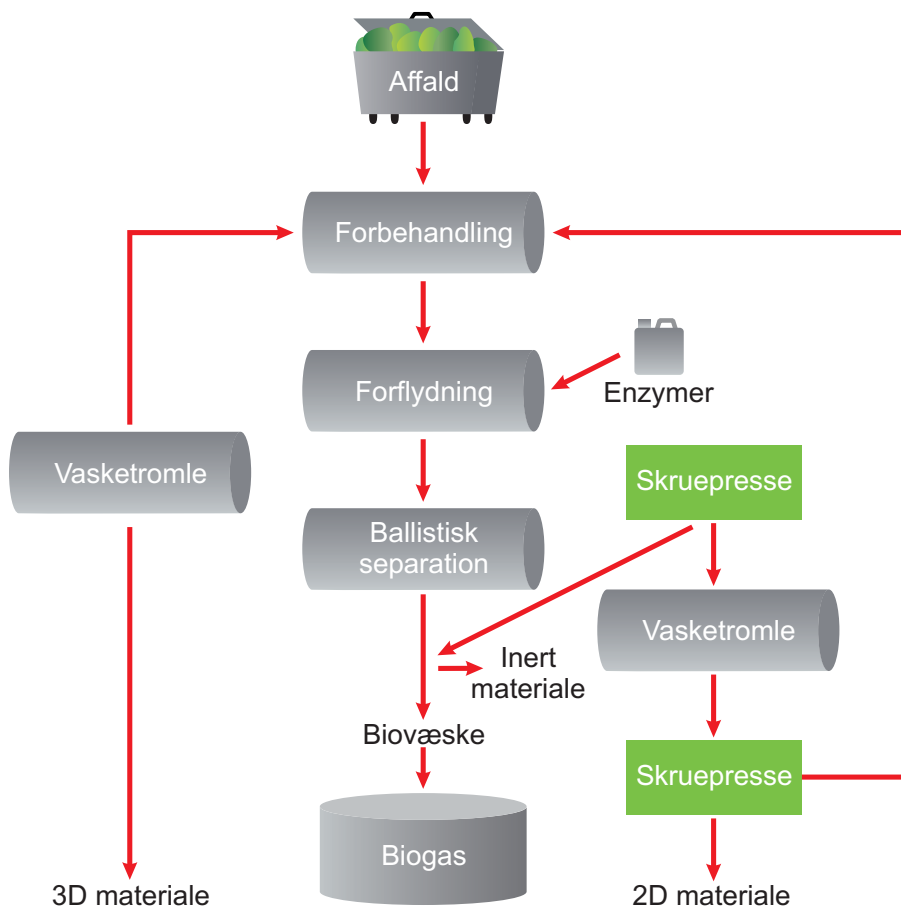 Affald
Forbehandling
Forflydning
Enzymer
Vasketromle
Skruepresse
Ballistisk
separation
Vasketromle
Inert
materiale
Biovæske
Skruepresse
Biogas
3D materiale
2D materiale